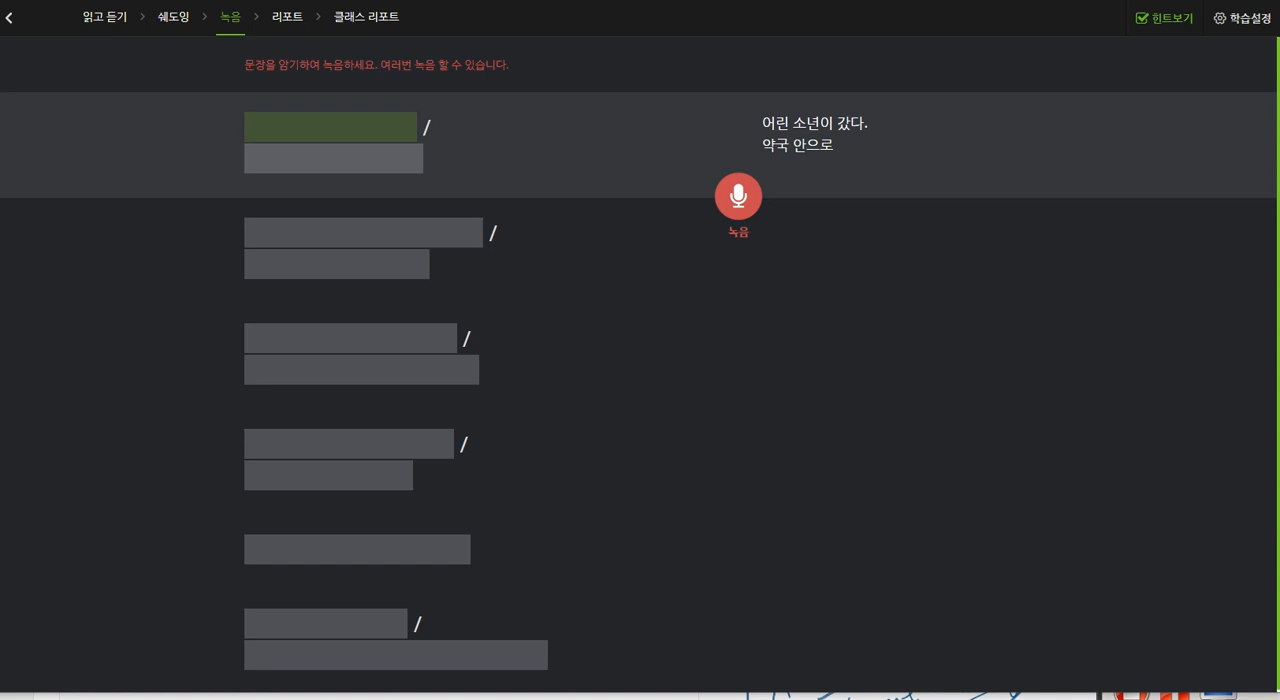 읽고 듣기 > 쉐도잉 > 녹음 > 리포트 > 클래스 리포트
힌트보기 학습설정
문장을 암기하여 녹음하세요. 여러번 녹음 할 수 있습니다.
/
어린 소년이 갔다.
약국 안으로
녹음
/
/
/
/